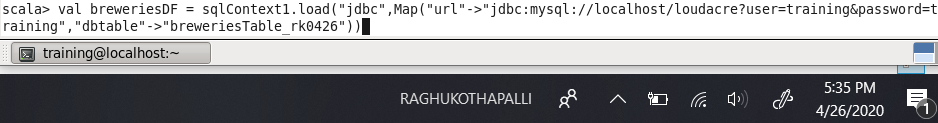 scala> val breweriesDF = sqlContext1.load("jdbc",Map("url"->"jdbc:mysql://localhost/loudacre?user=training&password=t
raining","dbtable"->"breweriesTable_rk0426"))
training@localhost:~
RAGHUKOTHAPALLI
5:35 PM
4/26/2020
1